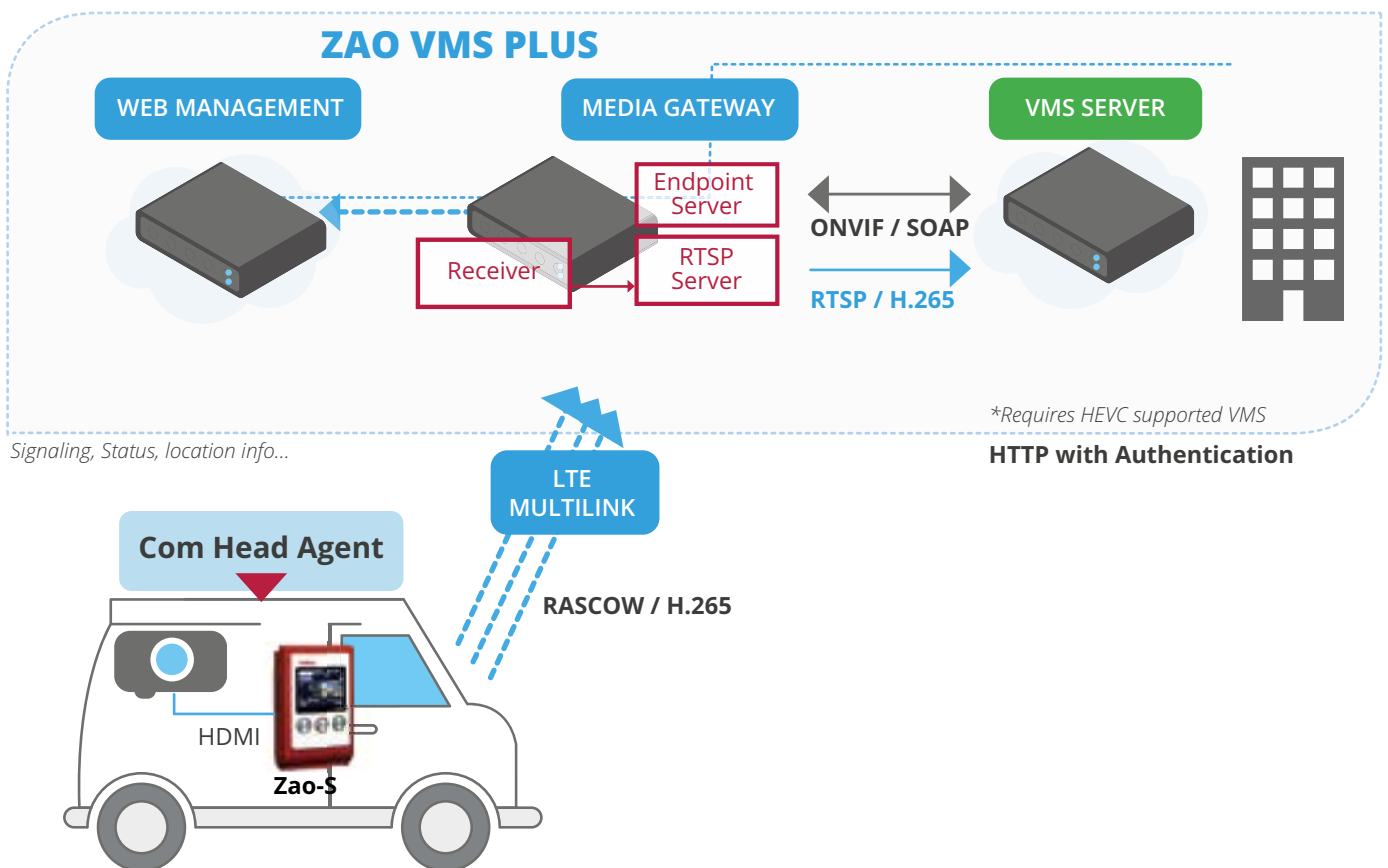 ZAO VMS PLUS
WEB MANAGEMENT
MEDIA GATEWAY
VMS SERVER
Endpoint
Server
ONVIF / SOAP
Receiver
RTSP
Server
RTSP / H.265
*Requires HEVC supported VMS
Signaling, Status, location info...
HTTP with Authentication
LTE
MULTILINK
Com Head Agent
RASCOW / H.265
HDMI
Zao-S